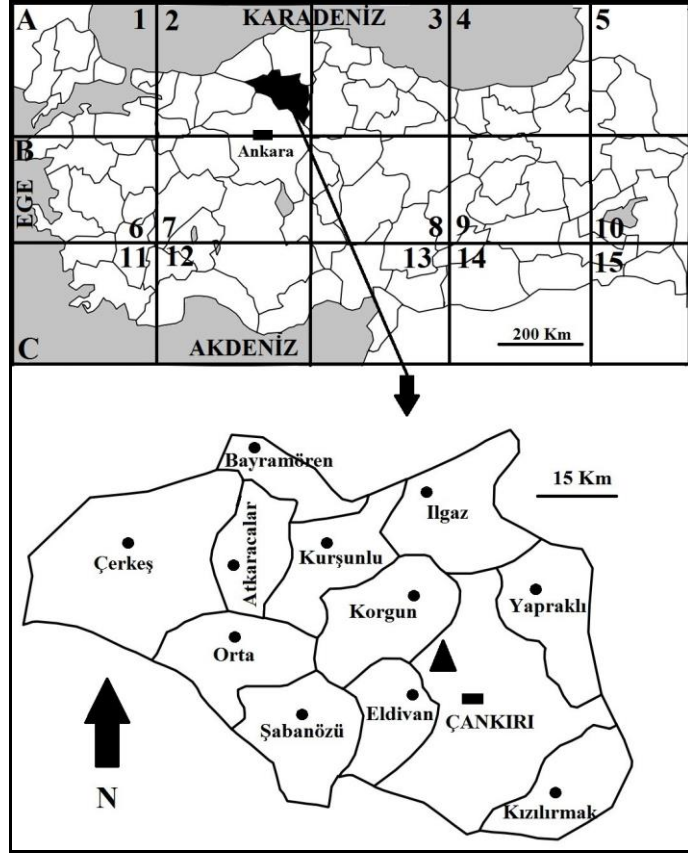 A 1 2 KARADENİZ 3 4 5
B Ankara
EGE
6 7 8 9 10
11 12 13 14 15
200 Km
C AKDENİZ
Bayramören
15 Km
Ilgaz
Çerkeş
Atkaracalar
Kurşunlu
Korgun
Yapraklı
Orta
Eldivan
ÇANKIRI
Şabanözü
N
Kızılırmak